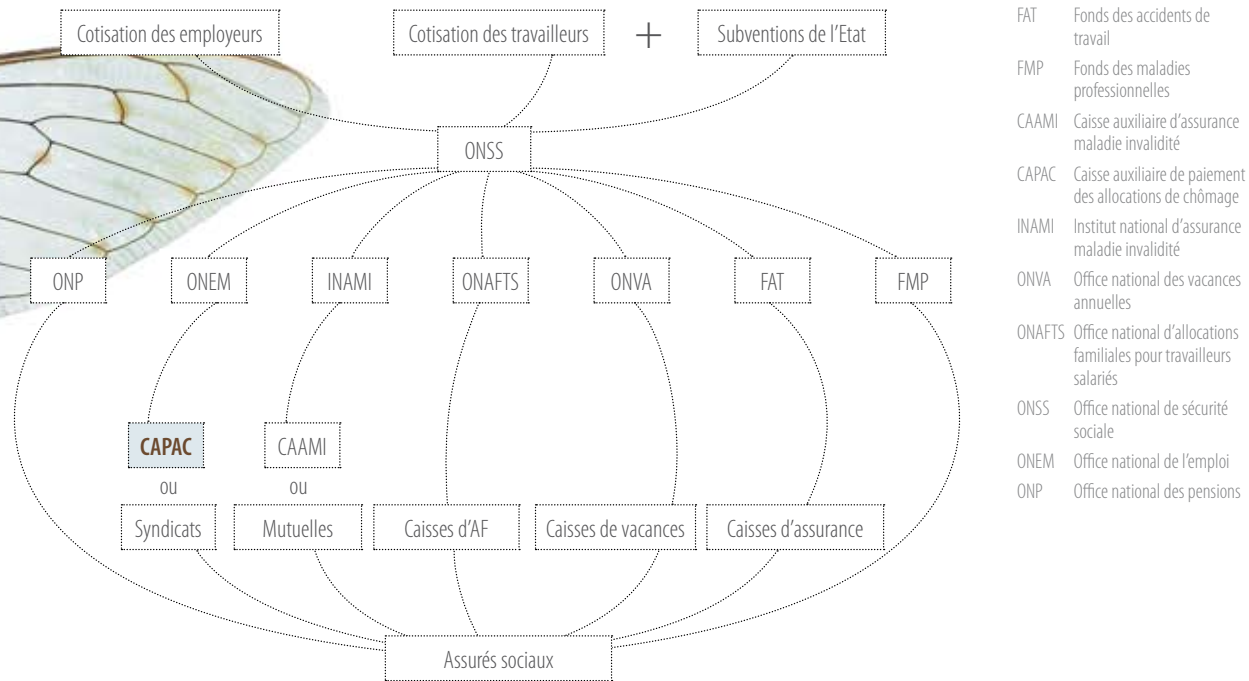 Cotisation des employeurs
Cotisation des travailleurs
+
Subventions de l'Etat
ONSS
ONP
ONEM
INAMI
ONAFTS
ONVA
FAT
FMP
CAPAC
CAAMI
ou
ou
Syndicats
Mutuelles
Caisses d'AF
Caisses de vacances
Caisses d'assurance
Assurés sociaux
FAT Fonds des accidents de
travail
FMP Fonds des maladies
professionnelles
CAAMI Caisse auxiliaire d'assurance
maladie invalidité
CAPAC Caisse auxiliaire de paiement
des allocations de chômage
INAMI Institut national d'assurance
maladie invalidité
ONVA Office national des vacances
annuelles
ONAFTS Office national d'allocations
familiales pour travailleurs
salariés
ONSS Office national de sécurité
sociale
ONEM Office national de l'emploi
ONP Office national des pensions